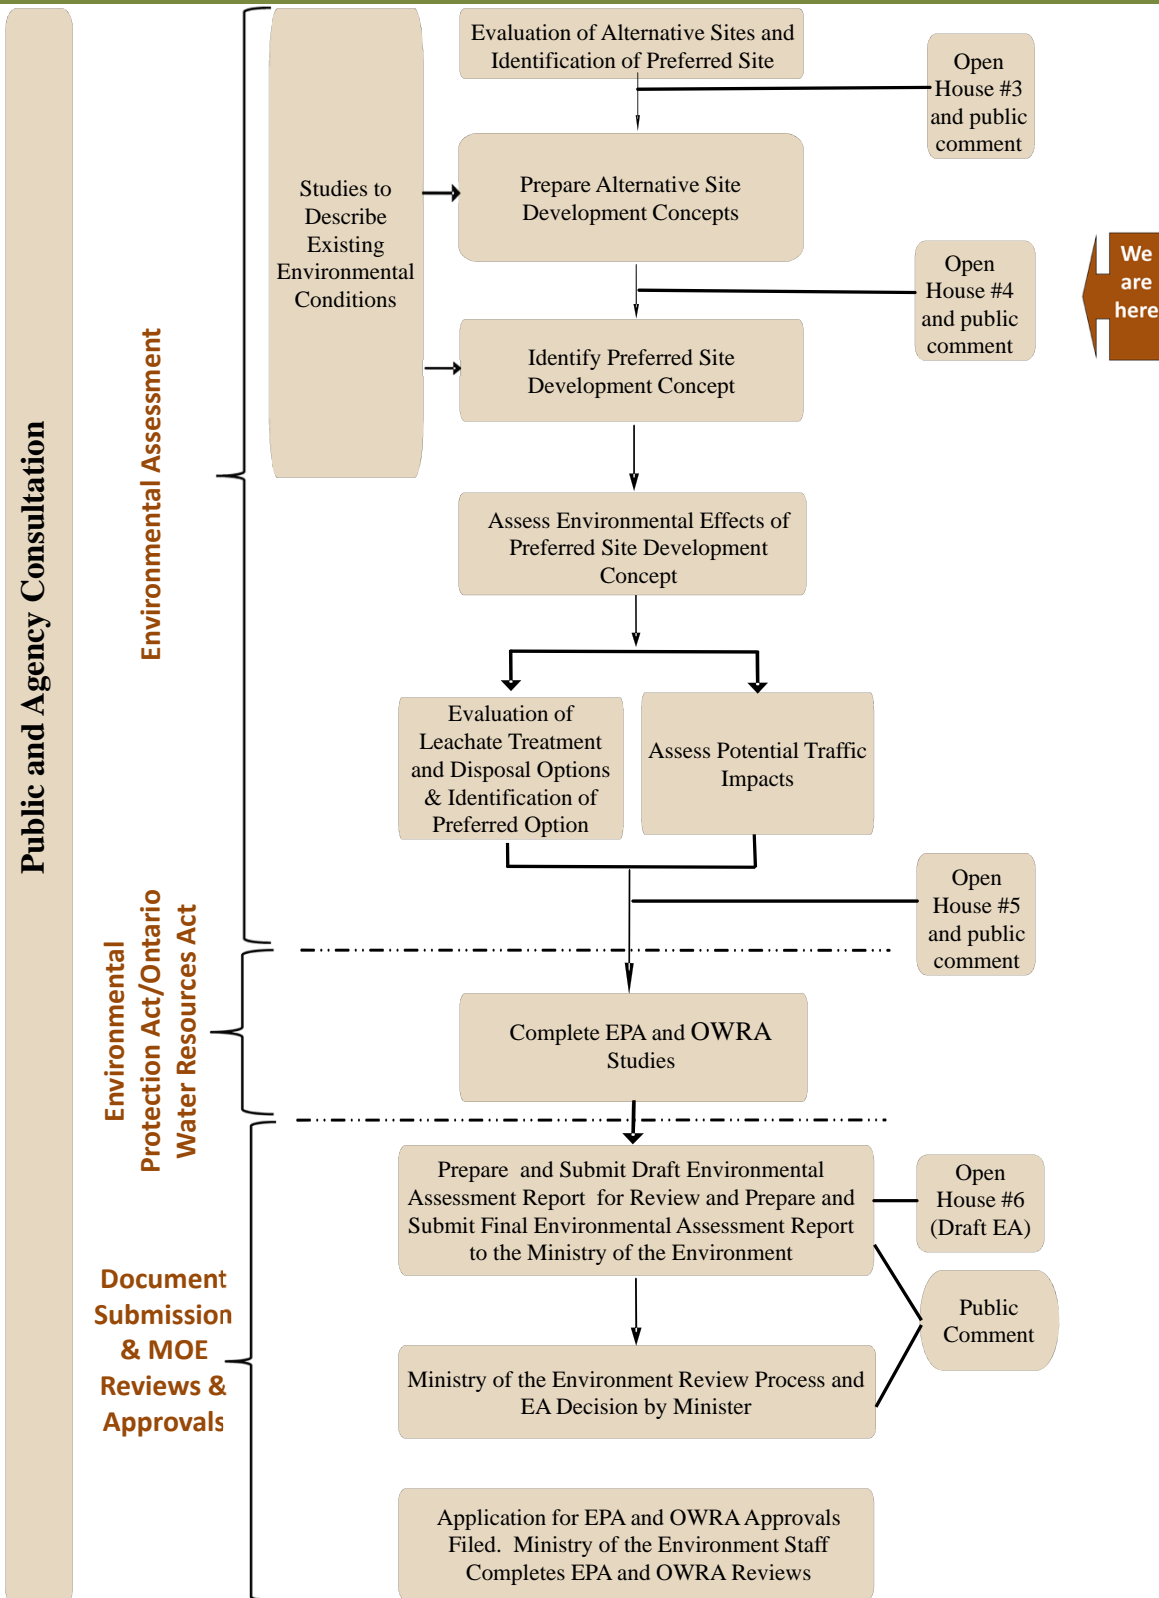 Public and Agency Consultation
Environmental Assessment
Environmental
Protection Act/Ontario
Water Resources Act
Document
Submission
& MOE
Reviews &
Approvals
Studies to
Describe
Existing
Environmental
Conditions
Evaluation of Alternative Sites and
Identification of Preferred Site
Open
House #3
and public
comment
Prepare Alternative Site
Development Concepts
Open
House #4
and public
comment
We
are
here
Identify Preferred Site
Development Concept
Assess Environmental Effects of
Preferred Site Development
Concept
Evaluation of
Leachate Treatment
and Disposal Options
& Identification of
Preferred Option
Assess Potential Traffic
Impacts
Open
House #5
and public
comment
Complete EPA and OWRA
Studies
Prepare and Submit Draft Environmental
Assessment Report for Review and Prepare and
Submit Final Environmental Assessment Report
to the Ministry of the Environment
Open
House #6
(Draft EA)
Public
Comment
Ministry of the Environment Review Process and
EA Decision by Minister
Application for EPA and OWRA Approvals
Filed. Ministry of the Environment Staff
Completes EPA and OWRA Reviews